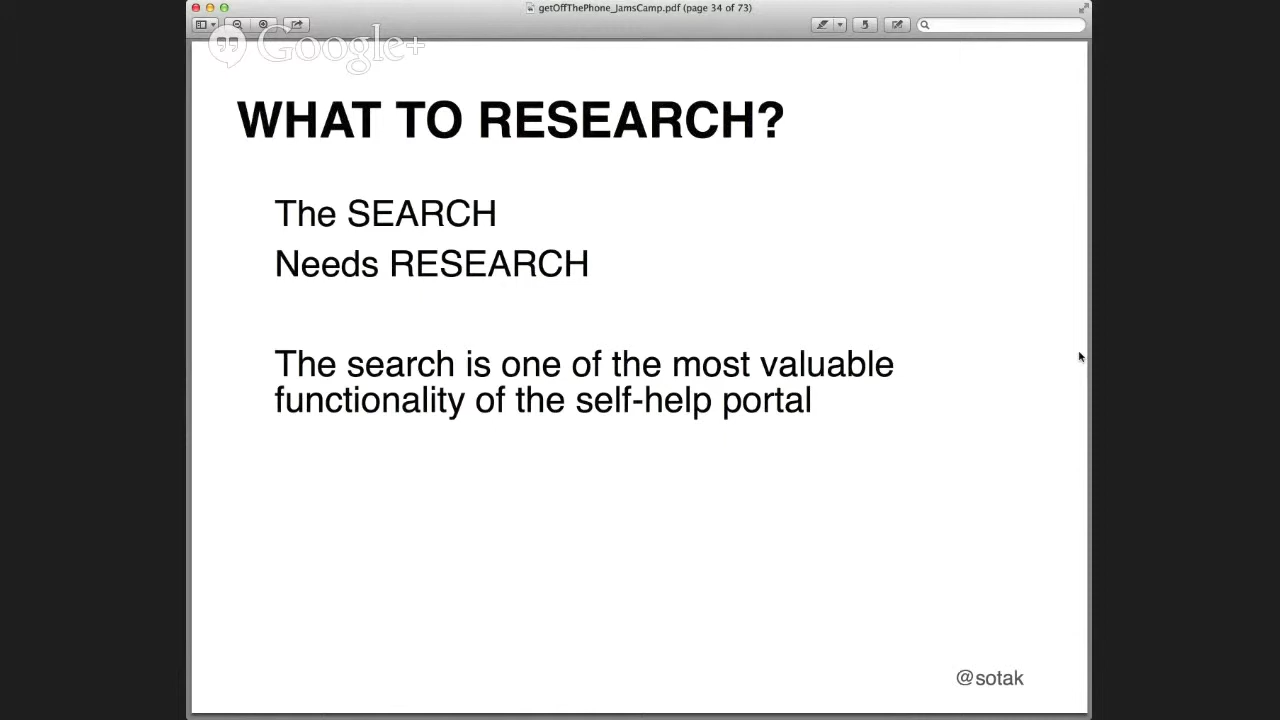 getOffThePhone_JamsCamp.pdf (page 34 of 73)
Google+
WHAT TO RESEARCH?
The SEARCH
Needs RESEARCH
The search is one of the most valuable
functionality of the self-help portal
@sotak